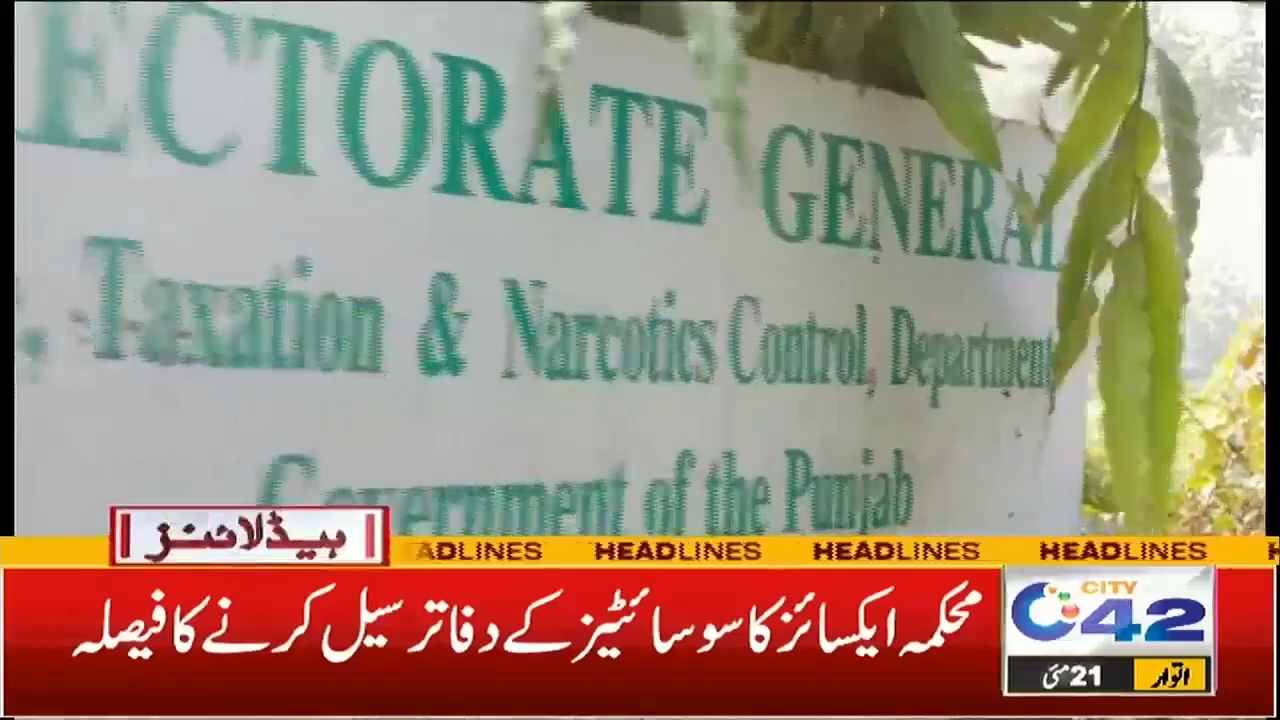 ECTORATE GENERAL
, Taxation & Narcotics Control, Department,
Government of the Punjab
ہیڈلائنز
ADLINES HEADLINES HEADLINES HEADLINES
محکمہ ایکسائز کا سوسائٹیز کے دفاتر سیل کرنے کا فیصلہ
CITY
42
اتوار 21 مئی